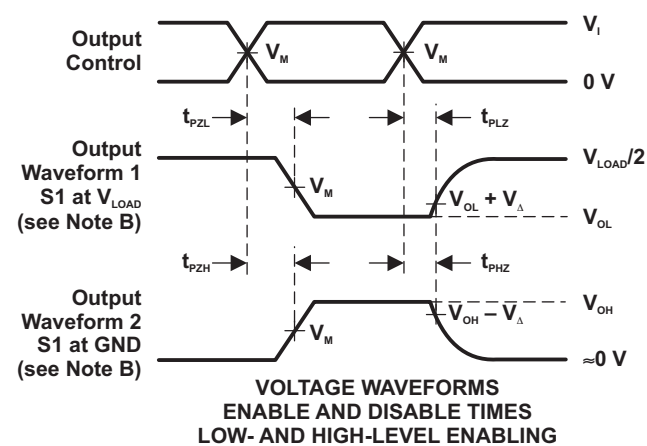 Output
Control
V_M
V_M
V_I
0 V
t_PZL
t_PLZ
Output
Waveform 1
S1 at V_LOAD
(see Note B)
V_M
V_OL + V_Δ
V_LOAD/2
V_OL
t_PZH
t_PHZ
Output
Waveform 2
S1 at GND
(see Note B)
V_M
V_OH – V_Δ
V_OH
≈0 V
VOLTAGE WAVEFORMS
ENABLE AND DISABLE TIMES
LOW- AND HIGH-LEVEL ENABLING